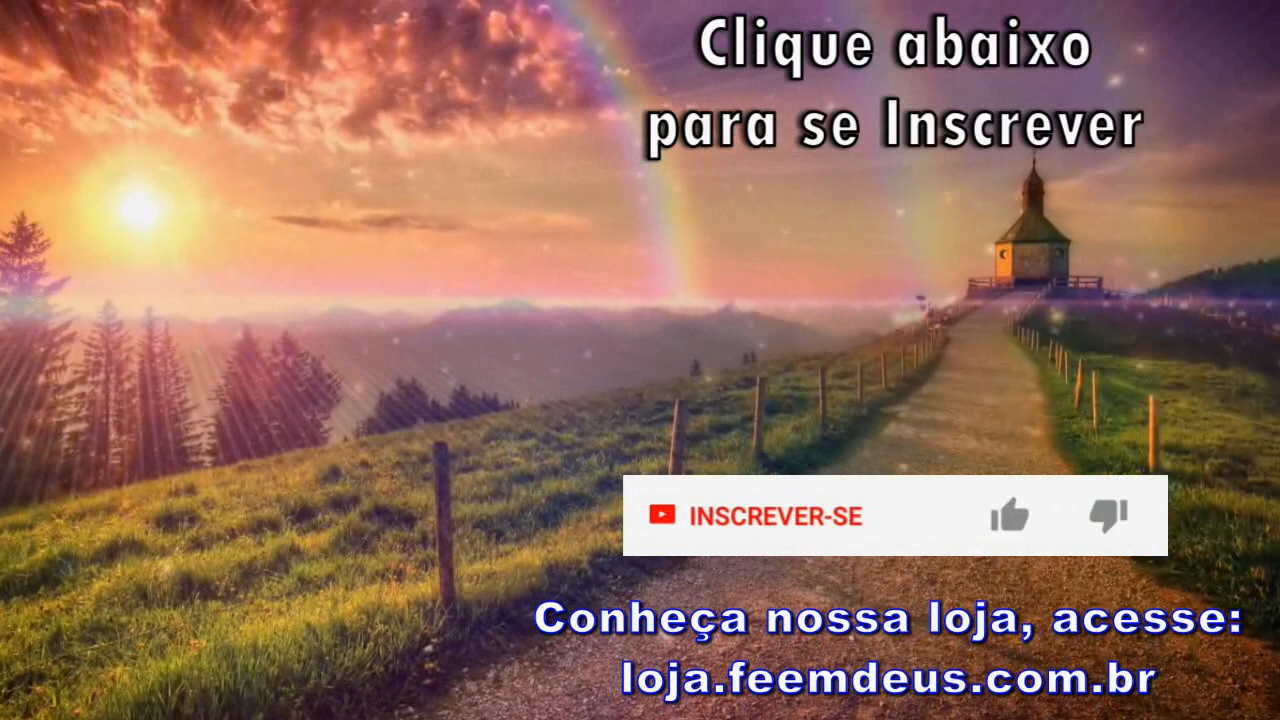 Clique abaixo
para se Inscrever
INSCREVER-SE
Conheça nossa loja, acesse:
loja.feemdeus.com.br